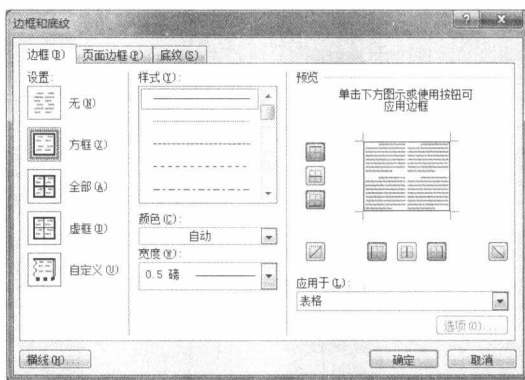 边框和底纹
边框(B) 页面边框(P) 底纹(S)
设置:
无(N)
方框(X)
全部(A)
虚框(D)
自定义(U)
样式(Y):
颜色(C):
自动
宽度(W):
0.5 磅
预览
单击下方图示或使用按钮可
应用边框
应用于(L):
表格
选项(O)...
横线(H)...
确定
取消